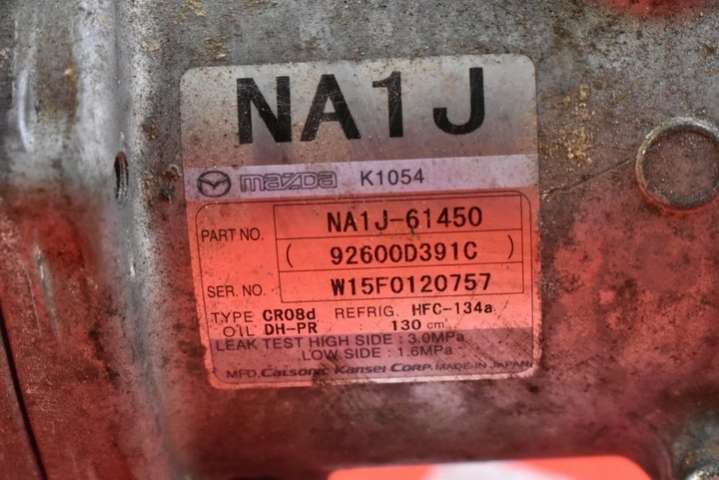 NA1J
mazda K1054
PART NO. NA1J-61450
( 92600D391C )
SER. NO. W15F0120757
TYPE CR08d REFRIG. HFC-134a
OIL DH-PR 130 cm³
LEAK TEST HIGH SIDE : 3.0MPa
LOW SIDE : 1.6MPa
MFD. Calsonic Kansei Corp. MADE IN JAPAN